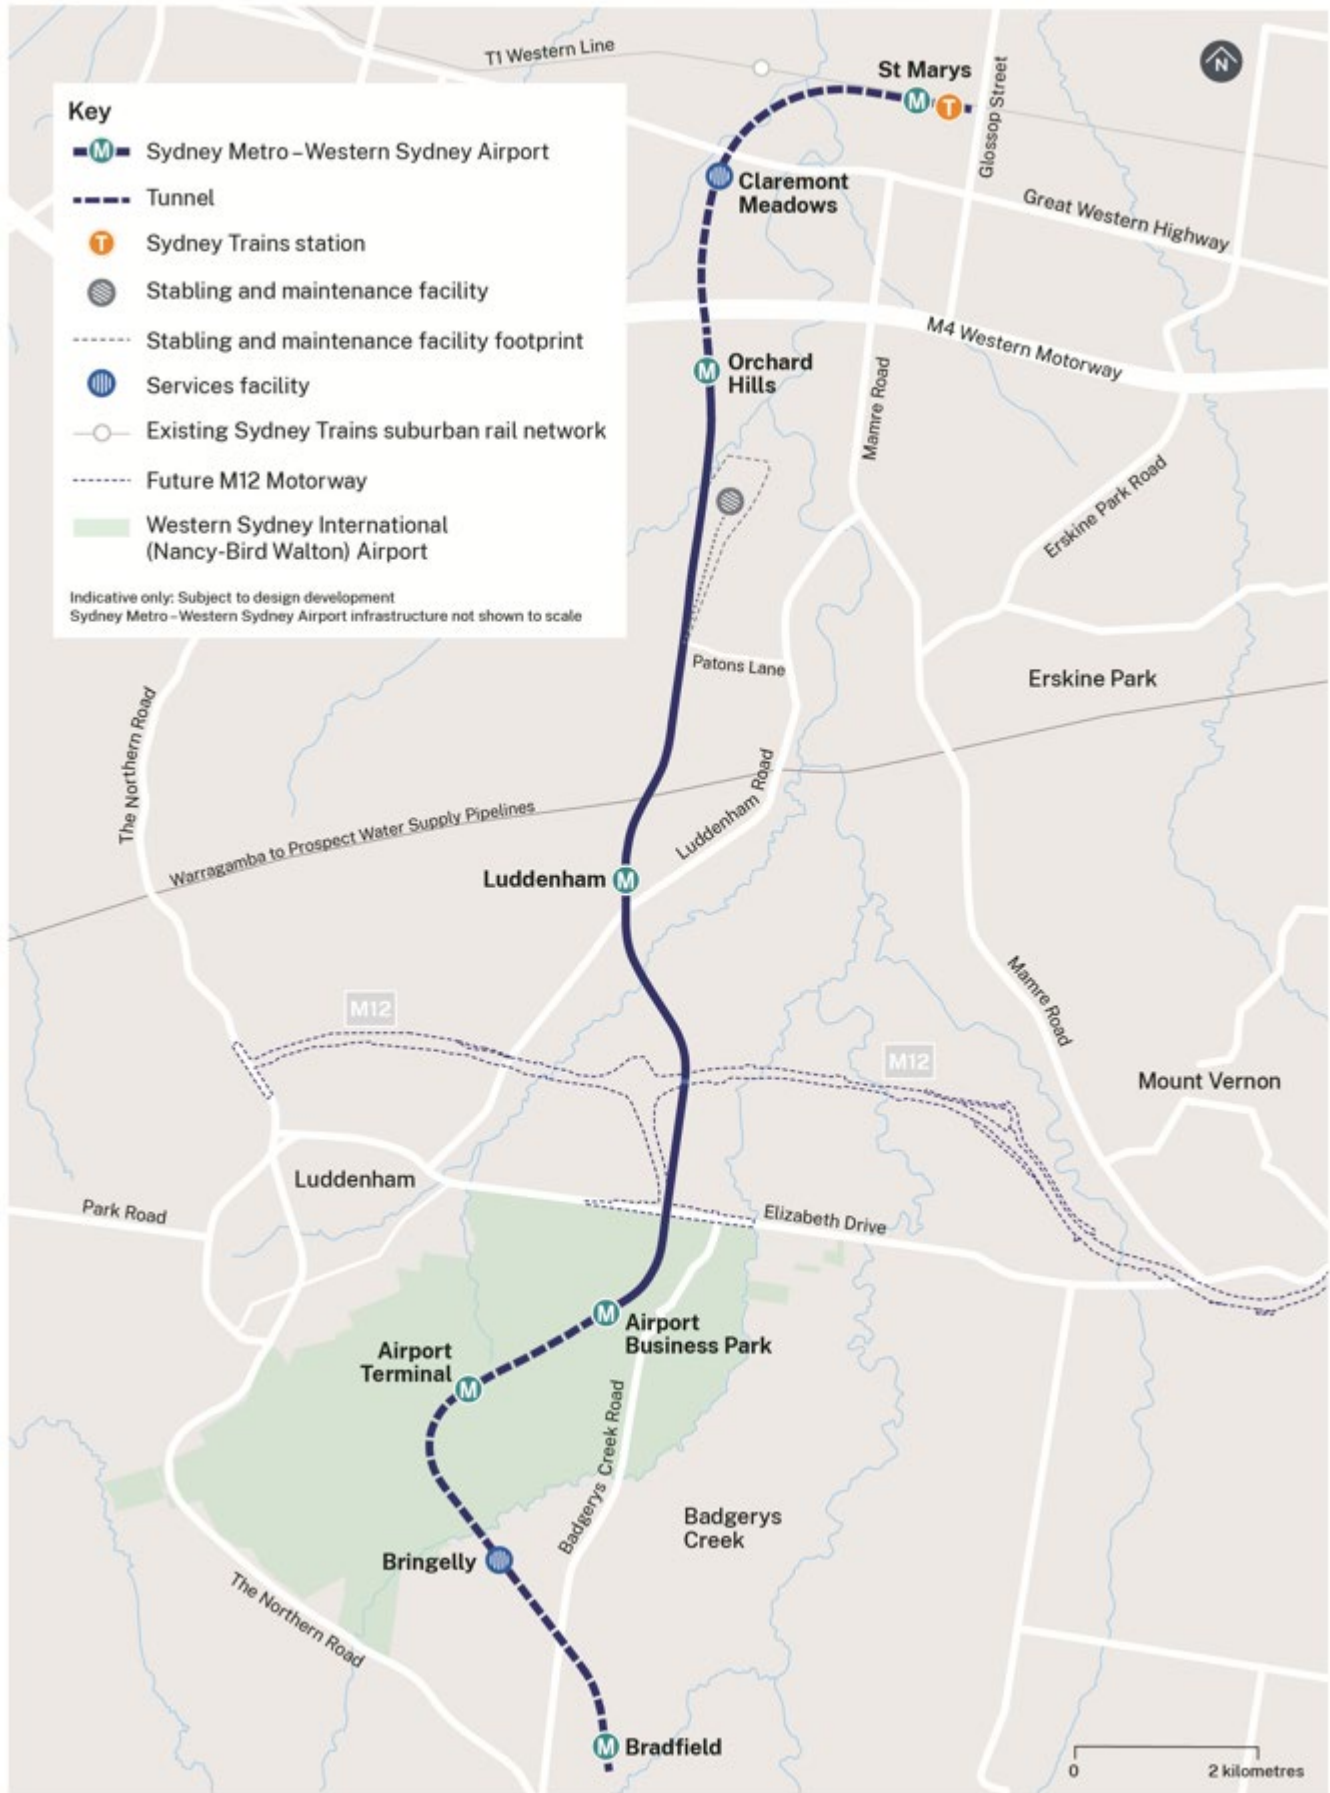 T1 Western Line
St Marys
N
M
T
Glossop Street
Key
M
Sydney Metro – Western Sydney Airport
Tunnel
T
Sydney Trains station
Stabling and maintenance facility
Stabling and maintenance facility footprint
Services facility
Existing Sydney Trains suburban rail network
Future M12 Motorway
Western Sydney International
(Nancy-Bird Walton) Airport
Indicative only: Subject to design development
Sydney Metro – Western Sydney Airport infrastructure not shown to scale
Claremont
Meadows
Great Western Highway
M4 Western Motorway
M
Orchard
Hills
Mamre Road
Erskine Park Road
Patons Lane
Erskine Park
The Northern Road
Warragamba to Prospect Water Supply Pipelines
Luddenham Road
Luddenham
M
M12
Mamre Road
M12
Mount Vernon
Luddenham
Park Road
Elizabeth Drive
M
Airport
Business Park
Airport
Terminal
M
Badgerys Creek Road
Badgerys
Creek
Bringelly
The Northern Road
M
Bradfield
0
2 kilometres